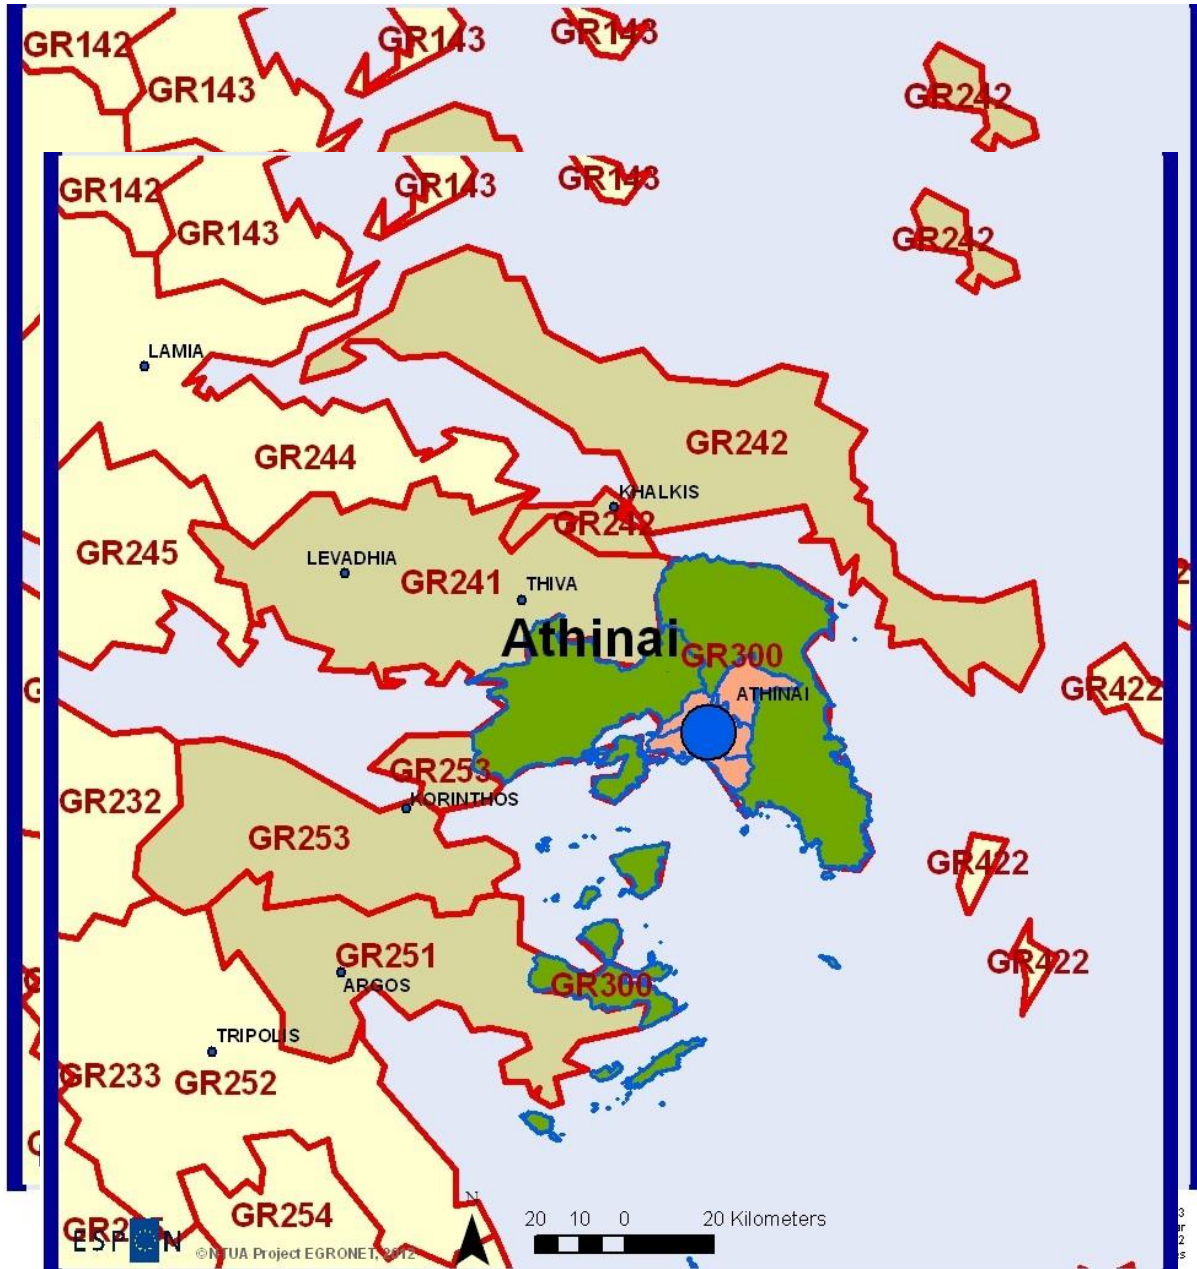 GR142
GR143
GR143
GR143
GR242
GR142
GR143
GR143
GR143
GR242
LAMIA
GR244
GR242
KHALKIS
GR242
GR245
LEVADHIA
GR241
THIVA
Athinai
GR300
ATHINAI
GR422
GR253
KORINTHOS
GR232
GR253
GR422
GR251
ARGOS
GR300
GR422
TRIPOLIS
GR233
GR252
GR254
N
20 10 0 20 Kilometers
ESPON
©NTUA Project EGRONET, 2012